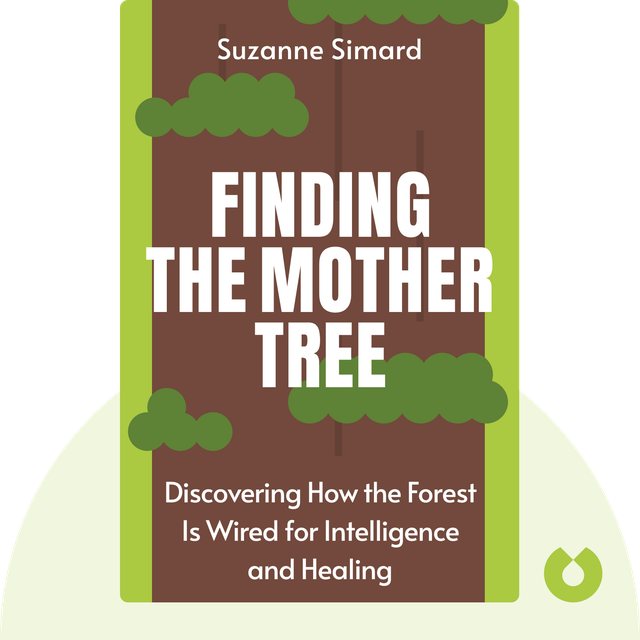 Suzanne Simard
FINDING
THE MOTHER
TREE
Discovering How the Forest
Is Wired for Intelligence
and Healing